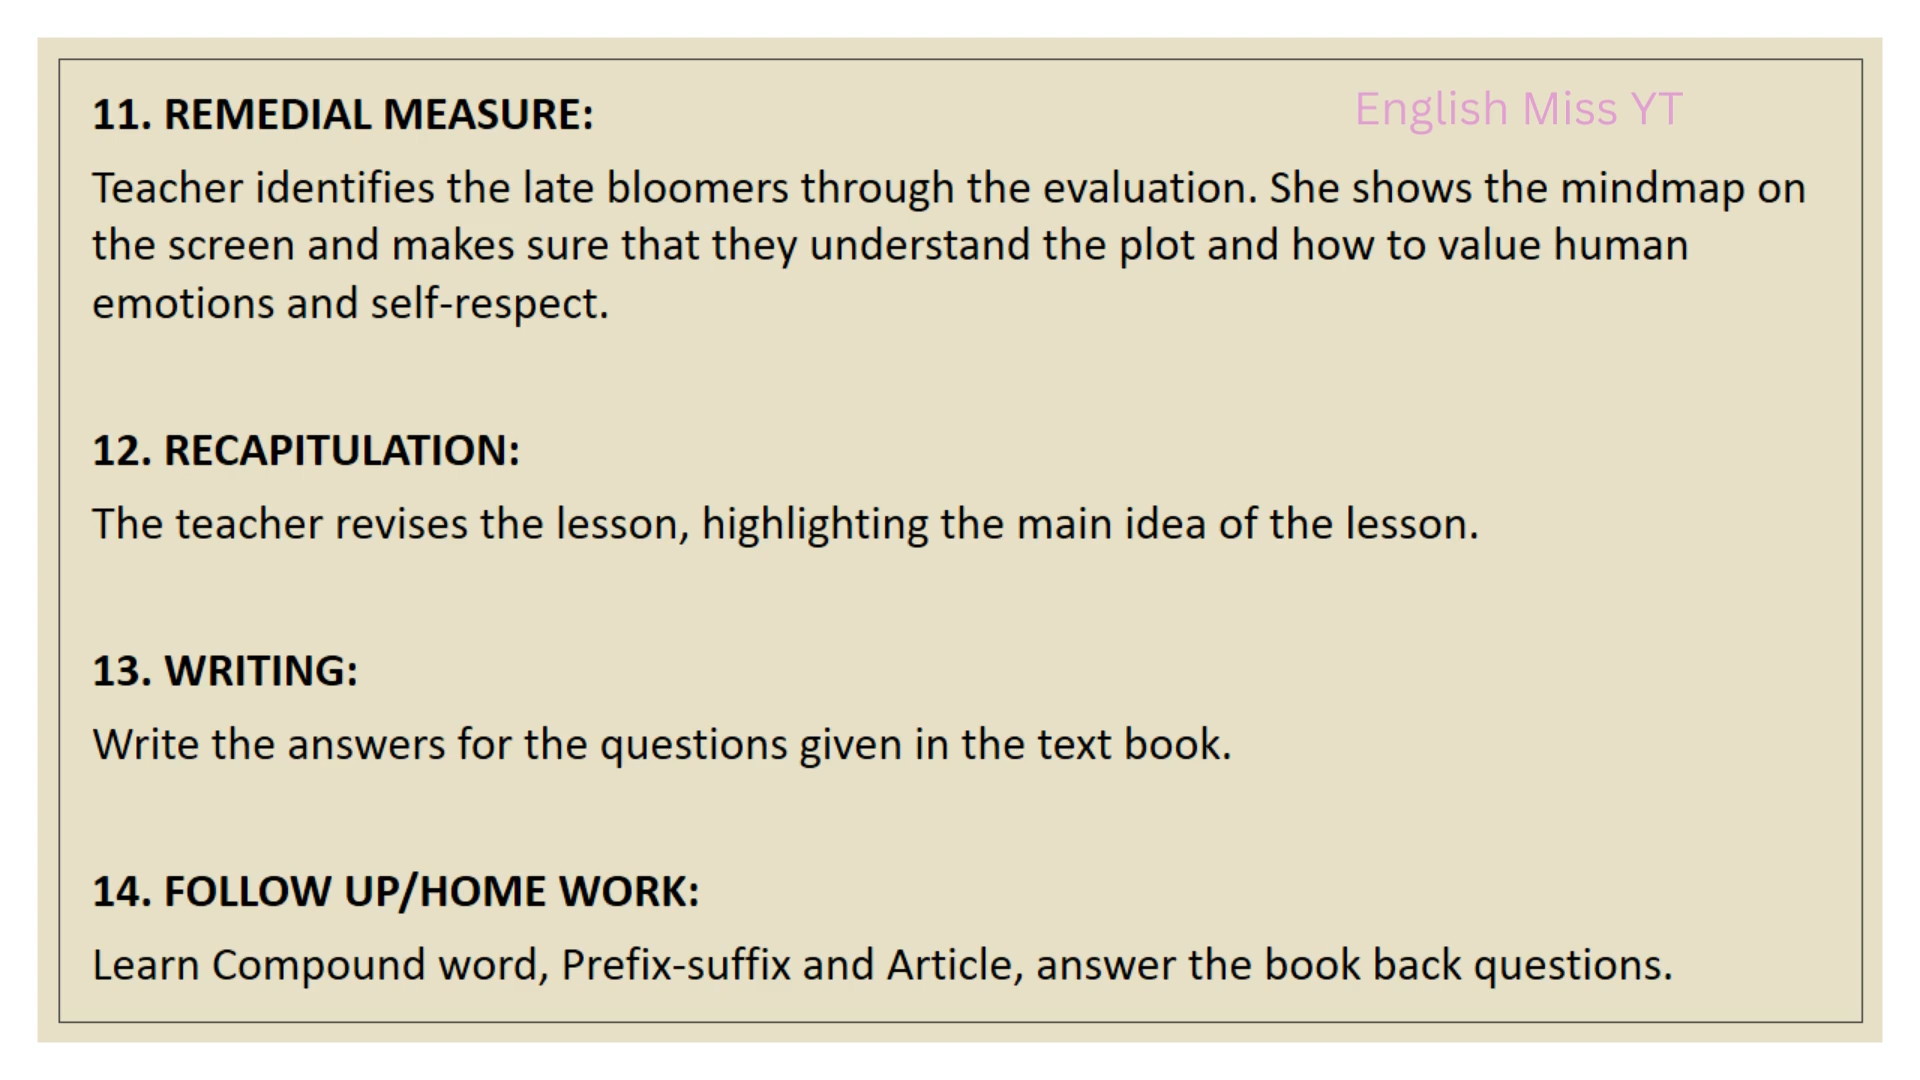 11. REMEDIAL MEASURE:
English Miss YT
Teacher identifies the late bloomers through the evaluation. She shows the mindmap on
the screen and makes sure that they understand the plot and how to value human
emotions and self-respect.
12. RECAPITULATION:
The teacher revises the lesson, highlighting the main idea of the lesson.
13. WRITING:
Write the answers for the questions given in the text book.
14. FOLLOW UP/HOME WORK:
Learn Compound word, Prefix-suffix and Article, answer the book back questions.